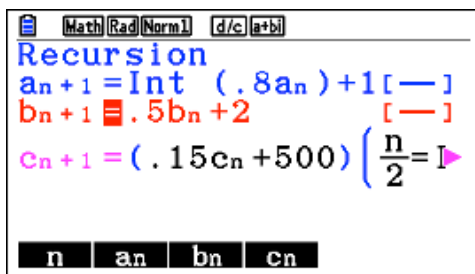 Math Rad Norm1 d/c a+bi
Recursion
aₙ₊₁=Int (.8aₙ)+1[—]
bₙ₊₁=.5bₙ+2 [—]
cₙ₊₁=(.15cₙ+500)(n/2=
n aₙ bₙ cₙ